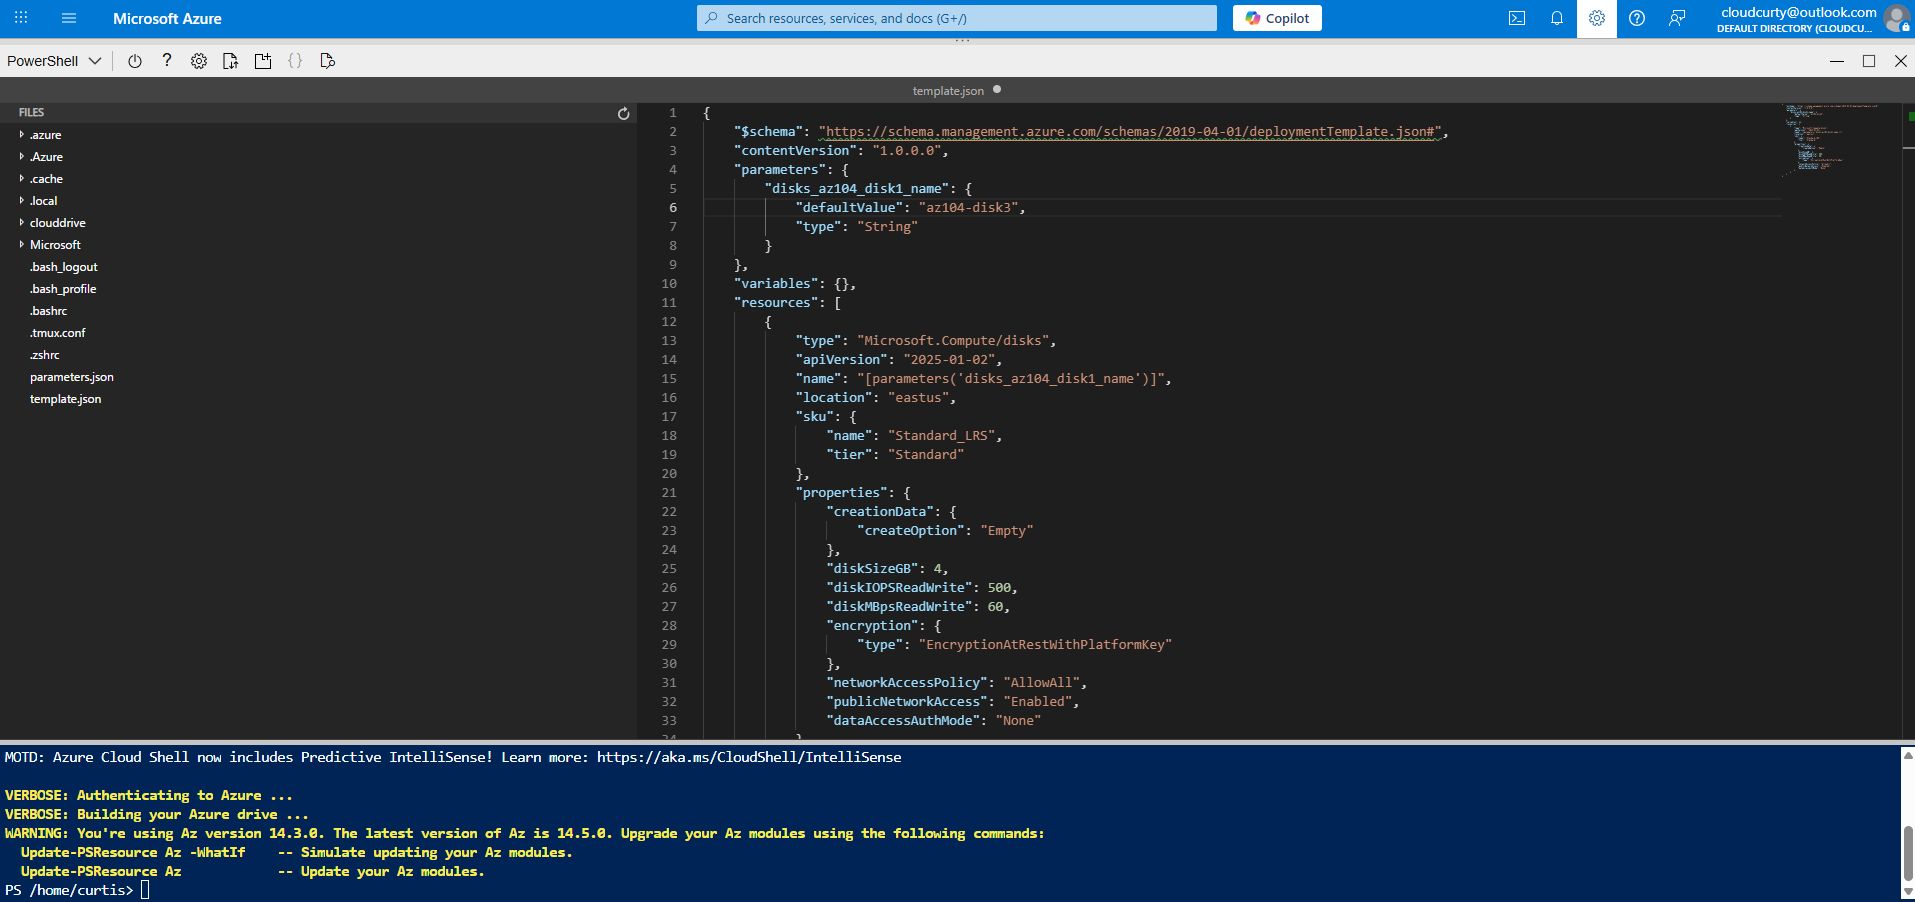 Microsoft Azure
Search resources, services, and docs (G+/)
Copilot
cloudcurty@outlook.com
DEFAULT DIRECTORY (CLOUDCU...
PowerShell
template.json
FILES
.azure
.Azure
.cache
.local
clouddrive
Microsoft
.bash_logout
.bash_profile
.bashrc
.tmux.conf
.zshrc
parameters.json
template.json
1 {
2 "$schema": "https://schema.management.azure.com/schemas/2019-04-01/deploymentTemplate.json#",
3 "contentVersion": "1.0.0.0",
4 "parameters": {
5 "disks_az104_disk1_name": {
6 "defaultValue": "az104-disk3",
7 "type": "String"
8 }
9 },
10 "variables": {},
11 "resources": [
12 {
13 "type": "Microsoft.Compute/disks",
14 "apiVersion": "2025-01-02",
15 "name": "[parameters('disks_az104_disk1_name')]",
16 "location": "eastus",
17 "sku": {
18 "name": "Standard_LRS",
19 "tier": "Standard"
20 },
21 "properties": {
22 "creationData": {
23 "createOption": "Empty"
24 },
25 "diskSizeGB": 4,
26 "diskIOPSReadWrite": 500,
27 "diskMBpsReadWrite": 60,
28 "encryption": {
29 "type": "EncryptionAtRestWithPlatformKey"
30 },
31 "networkAccessPolicy": "AllowAll",
32 "publicNetworkAccess": "Enabled",
33 "dataAccessAuthMode": "None"
MOTD: Azure Cloud Shell now includes Predictive IntelliSense! Learn more: https://aka.ms/CloudShell/IntelliSense
VERBOSE: Authenticating to Azure ...
VERBOSE: Building your Azure drive ...
WARNING: You're using Az version 14.3.0. The latest version of Az is 14.5.0. Upgrade your Az modules using the following commands:
Update-PSResource Az -WhatIf -- Simulate updating your Az modules.
Update-PSResource Az -- Update your Az modules.
PS /home/curtis>